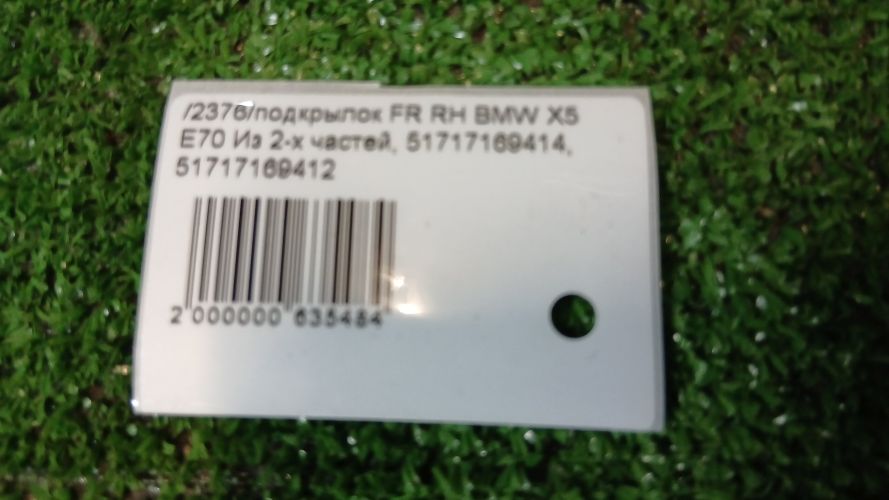 /2376/подкрылок FR RH BMW X5
E70 Из 2-х частей, 51717169414,
51717169412
2 000000 635484